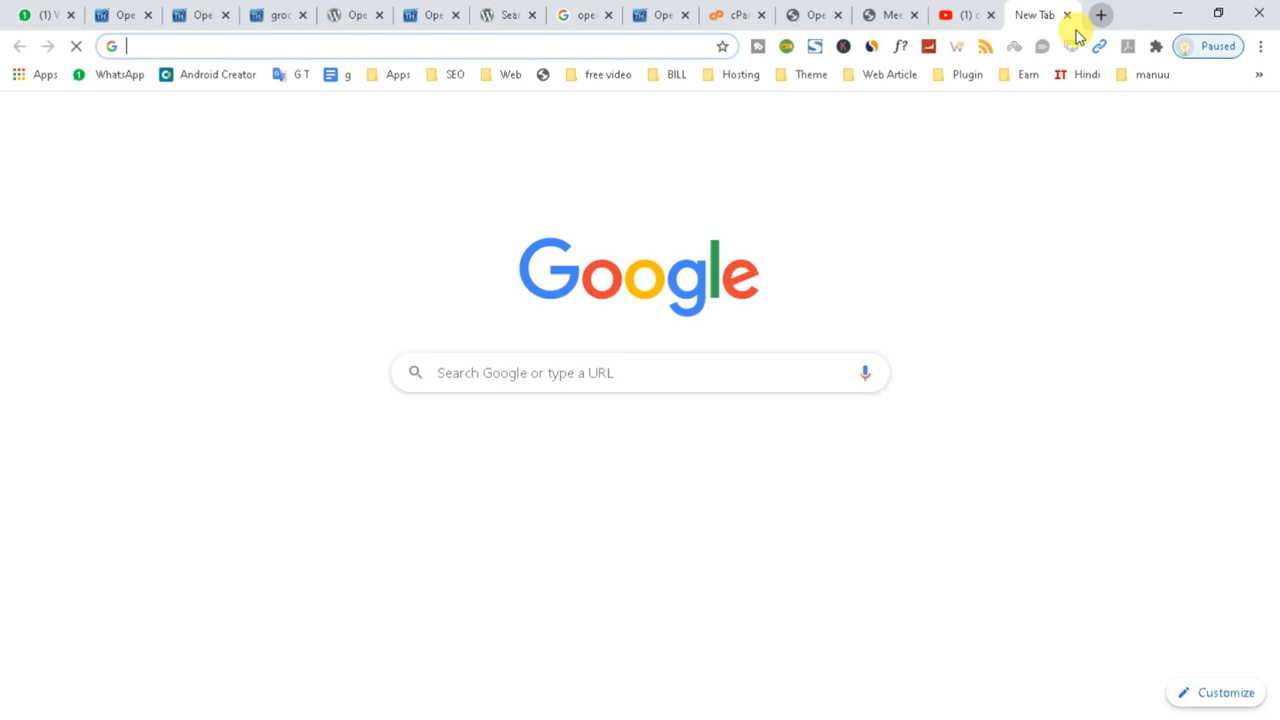 (1) V Ope Ope groc Ope Ope Sear ope Ope cPa Ope Mee (1) c New Tab
Paused
Apps WhatsApp Android Creator G T g Apps SEO Web free video BILL Hosting Theme Web Article Plugin Earn IT Hindi manuu »
Google
Search Google or type a URL
Customize